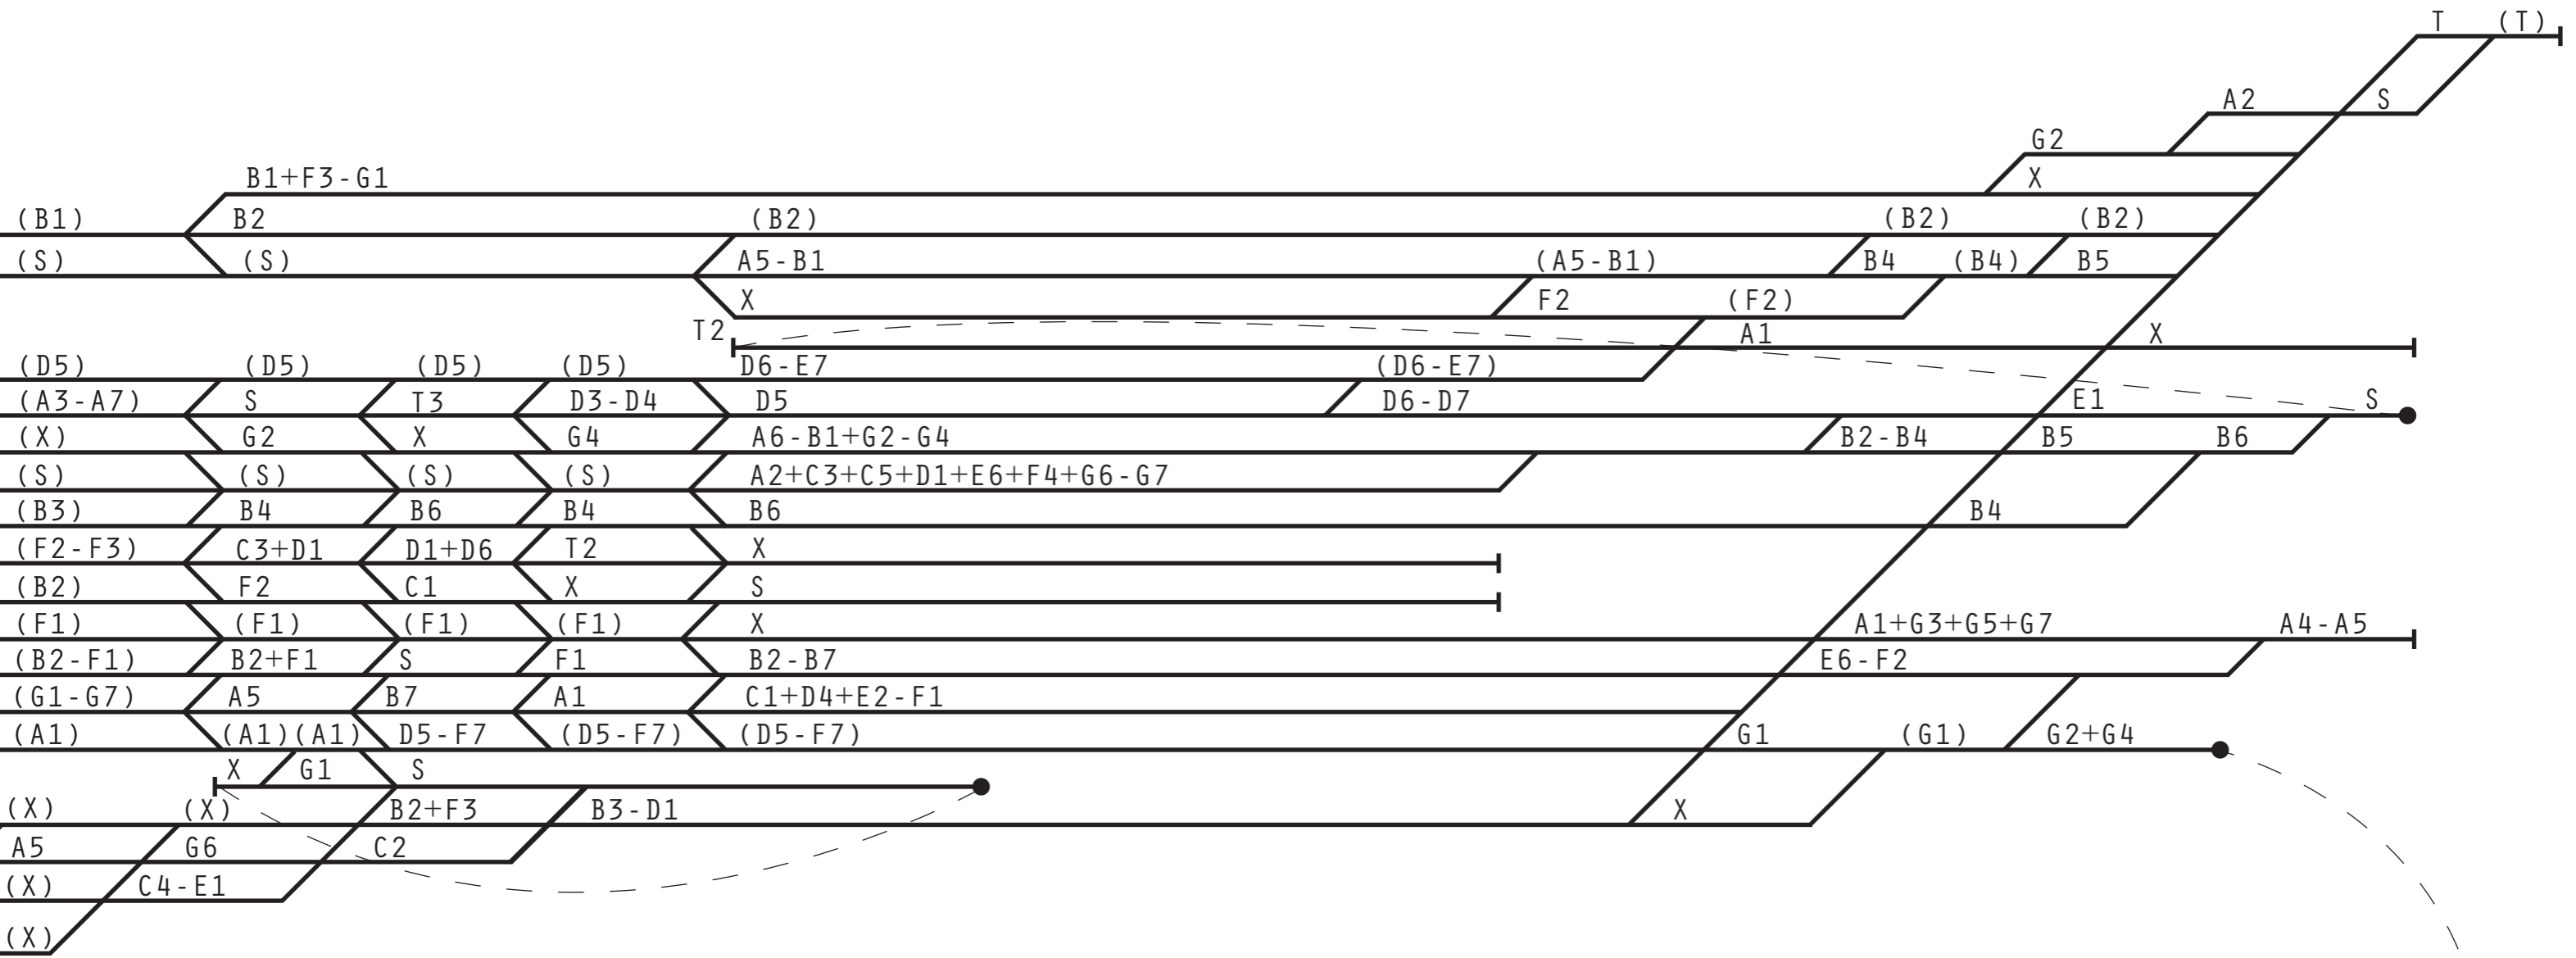 T (T)
A2 S
G2
B1+F3-G1 X
(B1) B2 (B2) (B2) (B2)
(S) (S) A5-B1 (A5-B1) B4 (B4) B5
X F2 (F2)
T2 A1 X
(D5) (D5) (D5) (D5) D6-E7 (D6-E7)
(A3-A7) S T3 D3-D4 D5 D6-D7 E1 S
(X) G2 X G4 A6-B1+G2-G4 B2-B4 B5 B6
(S) (S) (S) (S) A2+C3+C5+D1+E6+F4+G6-G7
(B3) B4 B6 B4 B6 B4
(F2-F3) C3+D1 D1+D6 T2 X
(B2) F2 C1 X S
(F1) (F1) (F1) (F1) X A1+G3+G5+G7 A4-A5
(B2-F1) B2+F1 S F1 B2-B7 E6-F2
(G1-G7) A5 B7 A1 C1+D4+E2-F1
(A1) (A1)(A1) D5-F7 (D5-F7) (D5-F7) G1 (G1) G2+G4
X G1 S
(X) (X) B2+F3 B3-D1 X
A5 G6 C2
(X) C4-E1
(X)